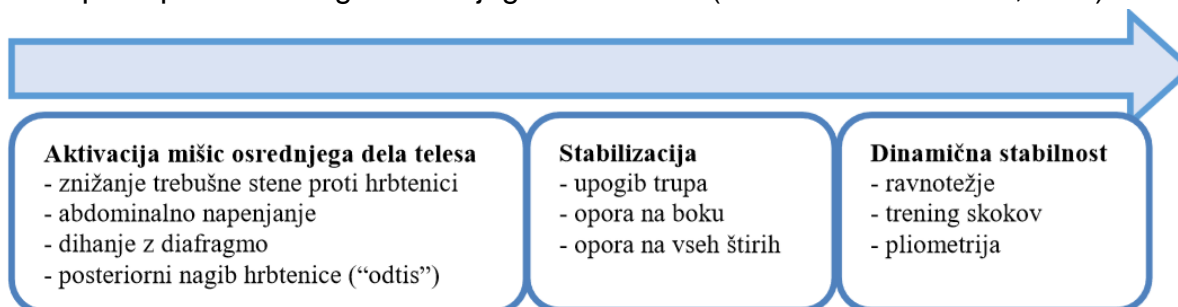 Aktivacija mišic osrednjega dela telesa
- znižanje trebušne stene proti hrbtenici
- abdominalno napenjanje
- dihanje z diafragmo
- posteriorni nagib hrbtenice (“odtis”)
Stabilizacija
- upogib trupa
- opora na boku
- opora na vseh štirih
Dinamična stabilnost
- ravnotežje
- trening skokov
- pliometrija